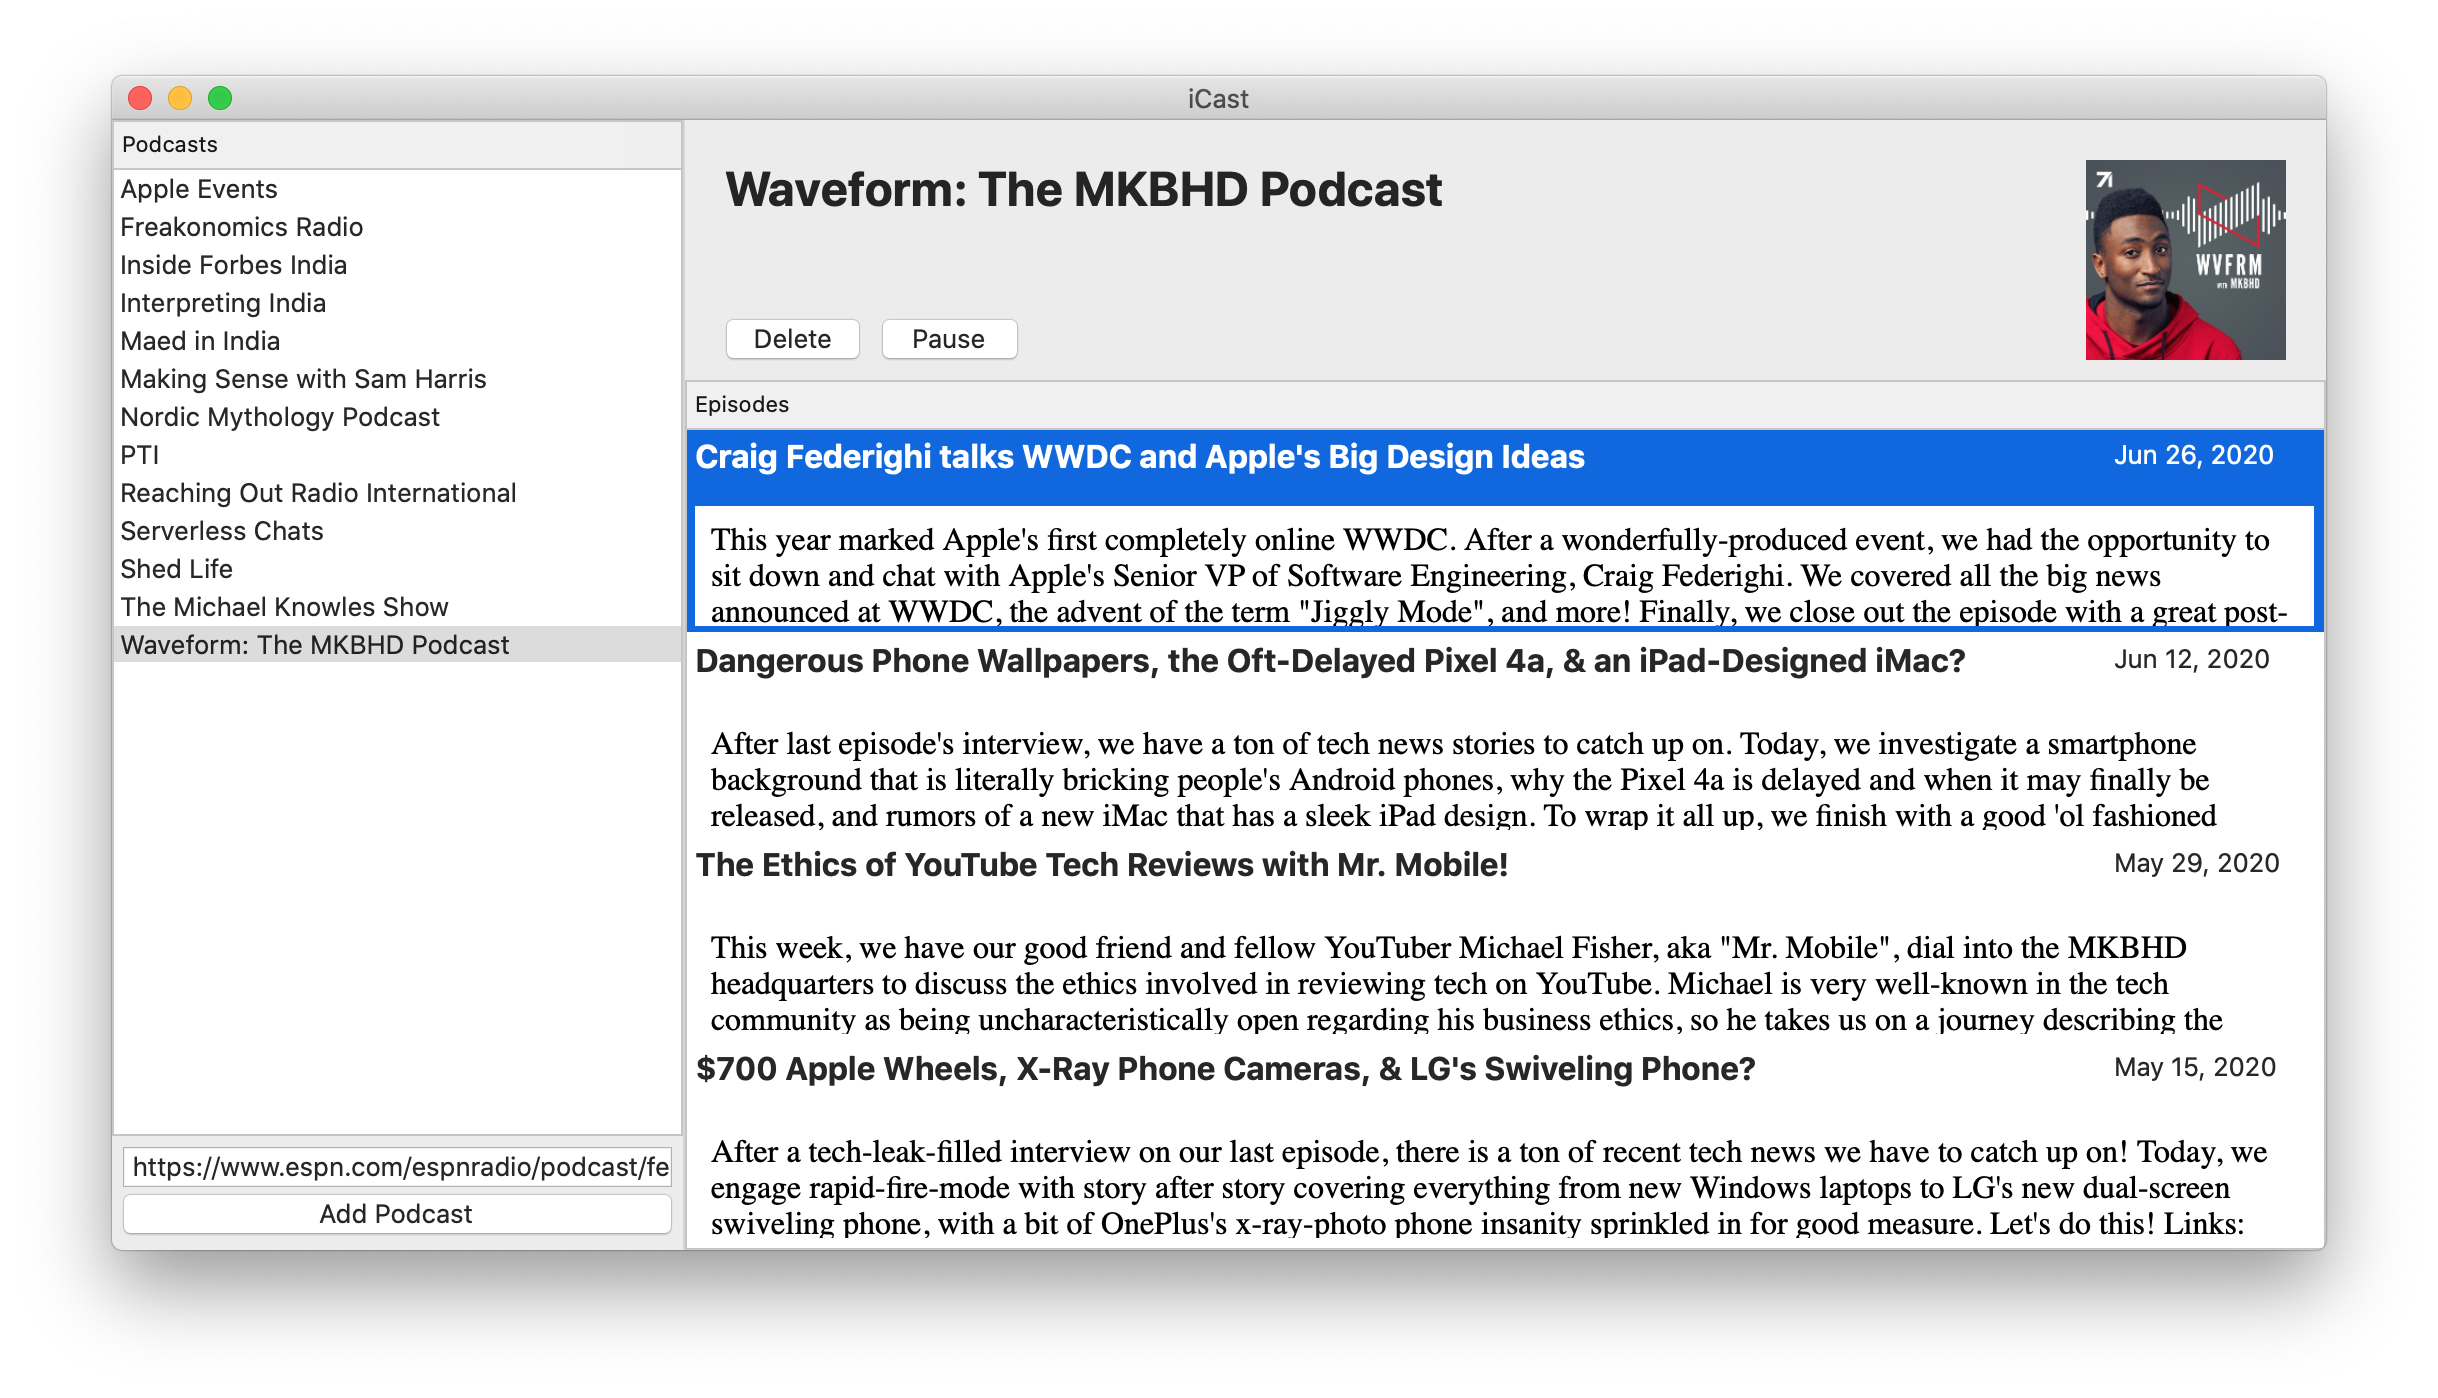 iCast
Podcasts
Apple Events
Freakonomics Radio
Inside Forbes India
Interpreting India
Maed in India
Making Sense with Sam Harris
Nordic Mythology Podcast
PTI
Reaching Out Radio International
Serverless Chats
Shed Life
The Michael Knowles Show
Waveform: The MKBHD Podcast
https://www.espn.com/espnradio/podcast/fe
Add Podcast
Waveform: The MKBHD Podcast
Delete
Pause
WVFRM
WITH MKBHD
Episodes
Craig Federighi talks WWDC and Apple's Big Design Ideas
Jun 26, 2020
This year marked Apple's first completely online WWDC. After a wonderfully-produced event, we had the opportunity to
sit down and chat with Apple's Senior VP of Software Engineering, Craig Federighi. We covered all the big news
announced at WWDC, the advent of the term "Jiggly Mode", and more! Finally, we close out the episode with a great post-
Dangerous Phone Wallpapers, the Oft-Delayed Pixel 4a, & an iPad-Designed iMac?
Jun 12, 2020
After last episode's interview, we have a ton of tech news stories to catch up on. Today, we investigate a smartphone
background that is literally bricking people's Android phones, why the Pixel 4a is delayed and when it may finally be
released, and rumors of a new iMac that has a sleek iPad design. To wrap it all up, we finish with a good 'ol fashioned
The Ethics of YouTube Tech Reviews with Mr. Mobile!
May 29, 2020
This week, we have our good friend and fellow YouTuber Michael Fisher, aka "Mr. Mobile", dial into the MKBHD
headquarters to discuss the ethics involved in reviewing tech on YouTube. Michael is very well-known in the tech
community as being uncharacteristically open regarding his business ethics, so he takes us on a journey describing the
$700 Apple Wheels, X-Ray Phone Cameras, & LG's Swiveling Phone?
May 15, 2020
After a tech-leak-filled interview on our last episode, there is a ton of recent tech news we have to catch up on! Today, we
engage rapid-fire-mode with story after story covering everything from new Windows laptops to LG's new dual-screen
swiveling phone, with a bit of OnePlus's x-ray-photo phone insanity sprinkled in for good measure. Let's do this! Links: